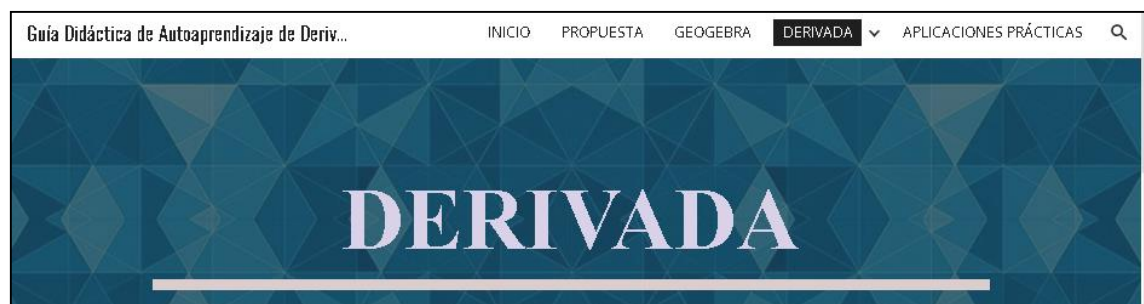 Guía Didáctica de Autoaprendizaje de Deriv... INICIO PROPUESTA GEOGEBRA DERIVADA APLICACIONES PRÁCTICAS
DERIVADA